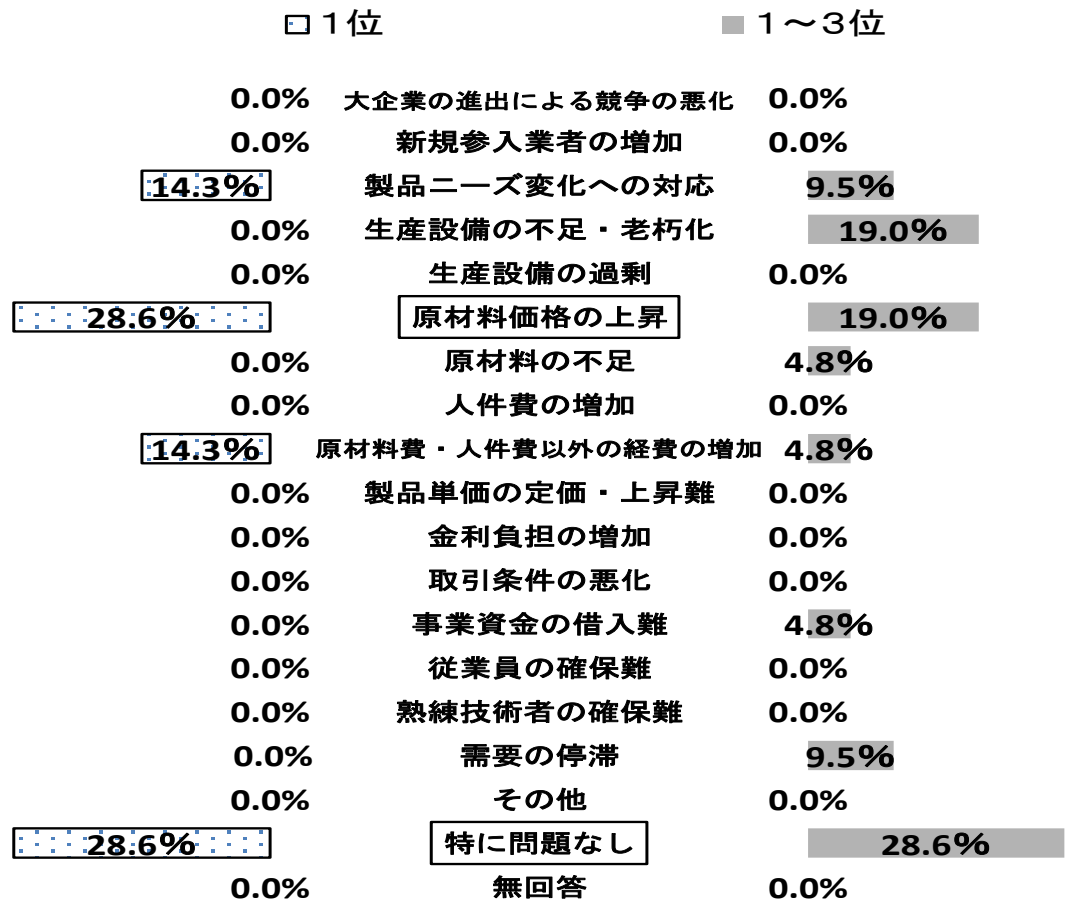 １位 １～３位
0.0% 大企業の進出による競争の悪化 0.0%
0.0% 新規参入業者の増加 0.0%
14.3% 製品ニーズ変化への対応 9.5%
0.0% 生産設備の不足・老朽化 19.0%
0.0% 生産設備の過剰 0.0%
28.6% 原材料価格の上昇 19.0%
0.0% 原材料の不足 4.8%
0.0% 人件費の増加 0.0%
14.3% 原材料費・人件費以外の経費の増加 4.8%
0.0% 製品単価の定価・上昇難 0.0%
0.0% 金利負担の増加 0.0%
0.0% 取引条件の悪化 0.0%
0.0% 事業資金の借入難 4.8%
0.0% 従業員の確保難 0.0%
0.0% 熟練技術者の確保難 0.0%
0.0% 需要の停滞 9.5%
0.0% その他 0.0%
28.6% 特に問題なし 28.6%
0.0% 無回答 0.0%